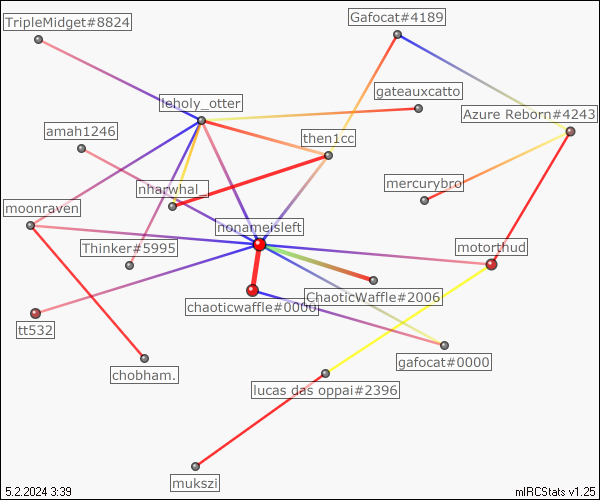 Gafocat#4189
TripleMidget#8824
gateauxcatto
leholy_otter
Azure Reborn#4243
amah1246
then1cc
mercurybro
nharwhal_
moonraven
nonameisleft
Thinker#5995
motorthud
ChaoticWaffle#2006
chaoticwaffle#0000
tt532
gafocat#0000
chobham.
lucas das oppai#2396
mukszi
5.2.2024 3:39
mIRCStats v1.25